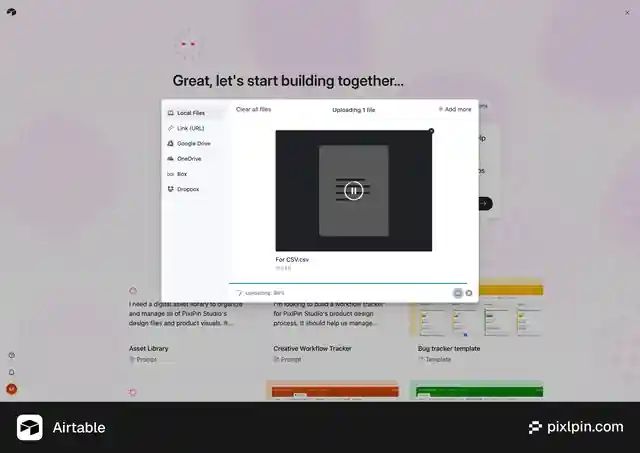 Great, let's start building together...
Local Files
Link (URL)
Google Drive
OneDrive
Box
Dropbox
Clear all files
Uploading 1 file
Add more
For CSV.csv
Uploading:
I need a digital asset library to organize
and manage all of PixlPin Studio's
design files and product visuals. It...
Asset Library
Prompt
I'm looking to build a workflow tracker
for PixlPin Studio's product design
process. It should help us manage...
Creative Workflow Tracker
Prompt
Bug tracker template
Template
Airtable
pixlpin.com